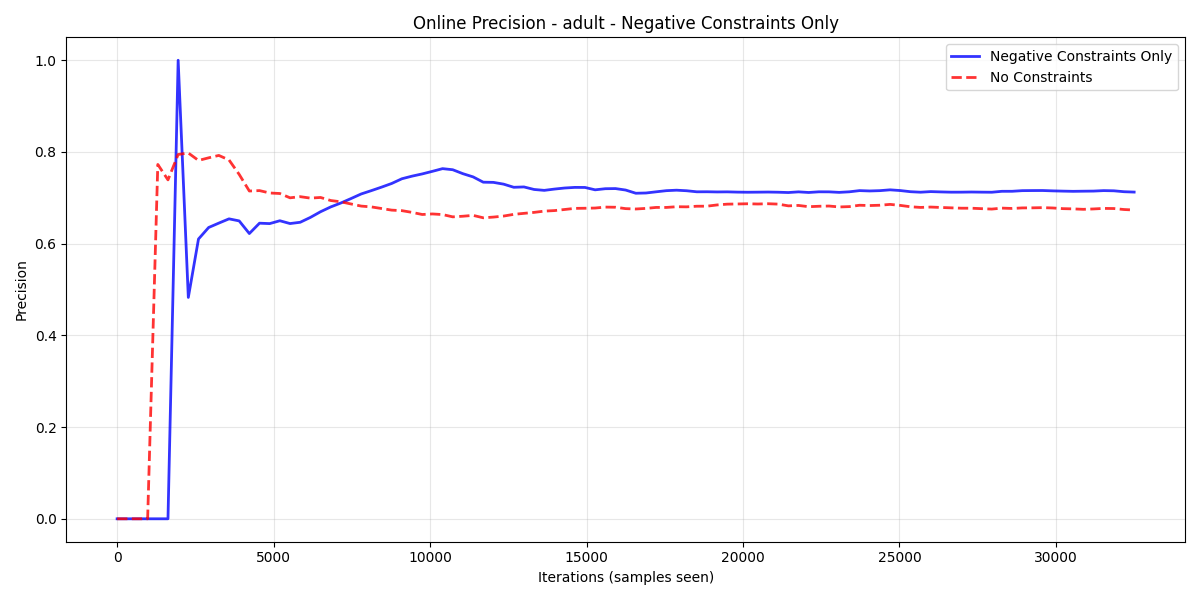 Online Precision - adult - Negative Constraints Only
Negative Constraints Only
No Constraints
1.0
0.8
0.6
0.4
0.2
0.0
Precision
0 5000 10000 15000 20000 25000 30000
Iterations (samples seen)